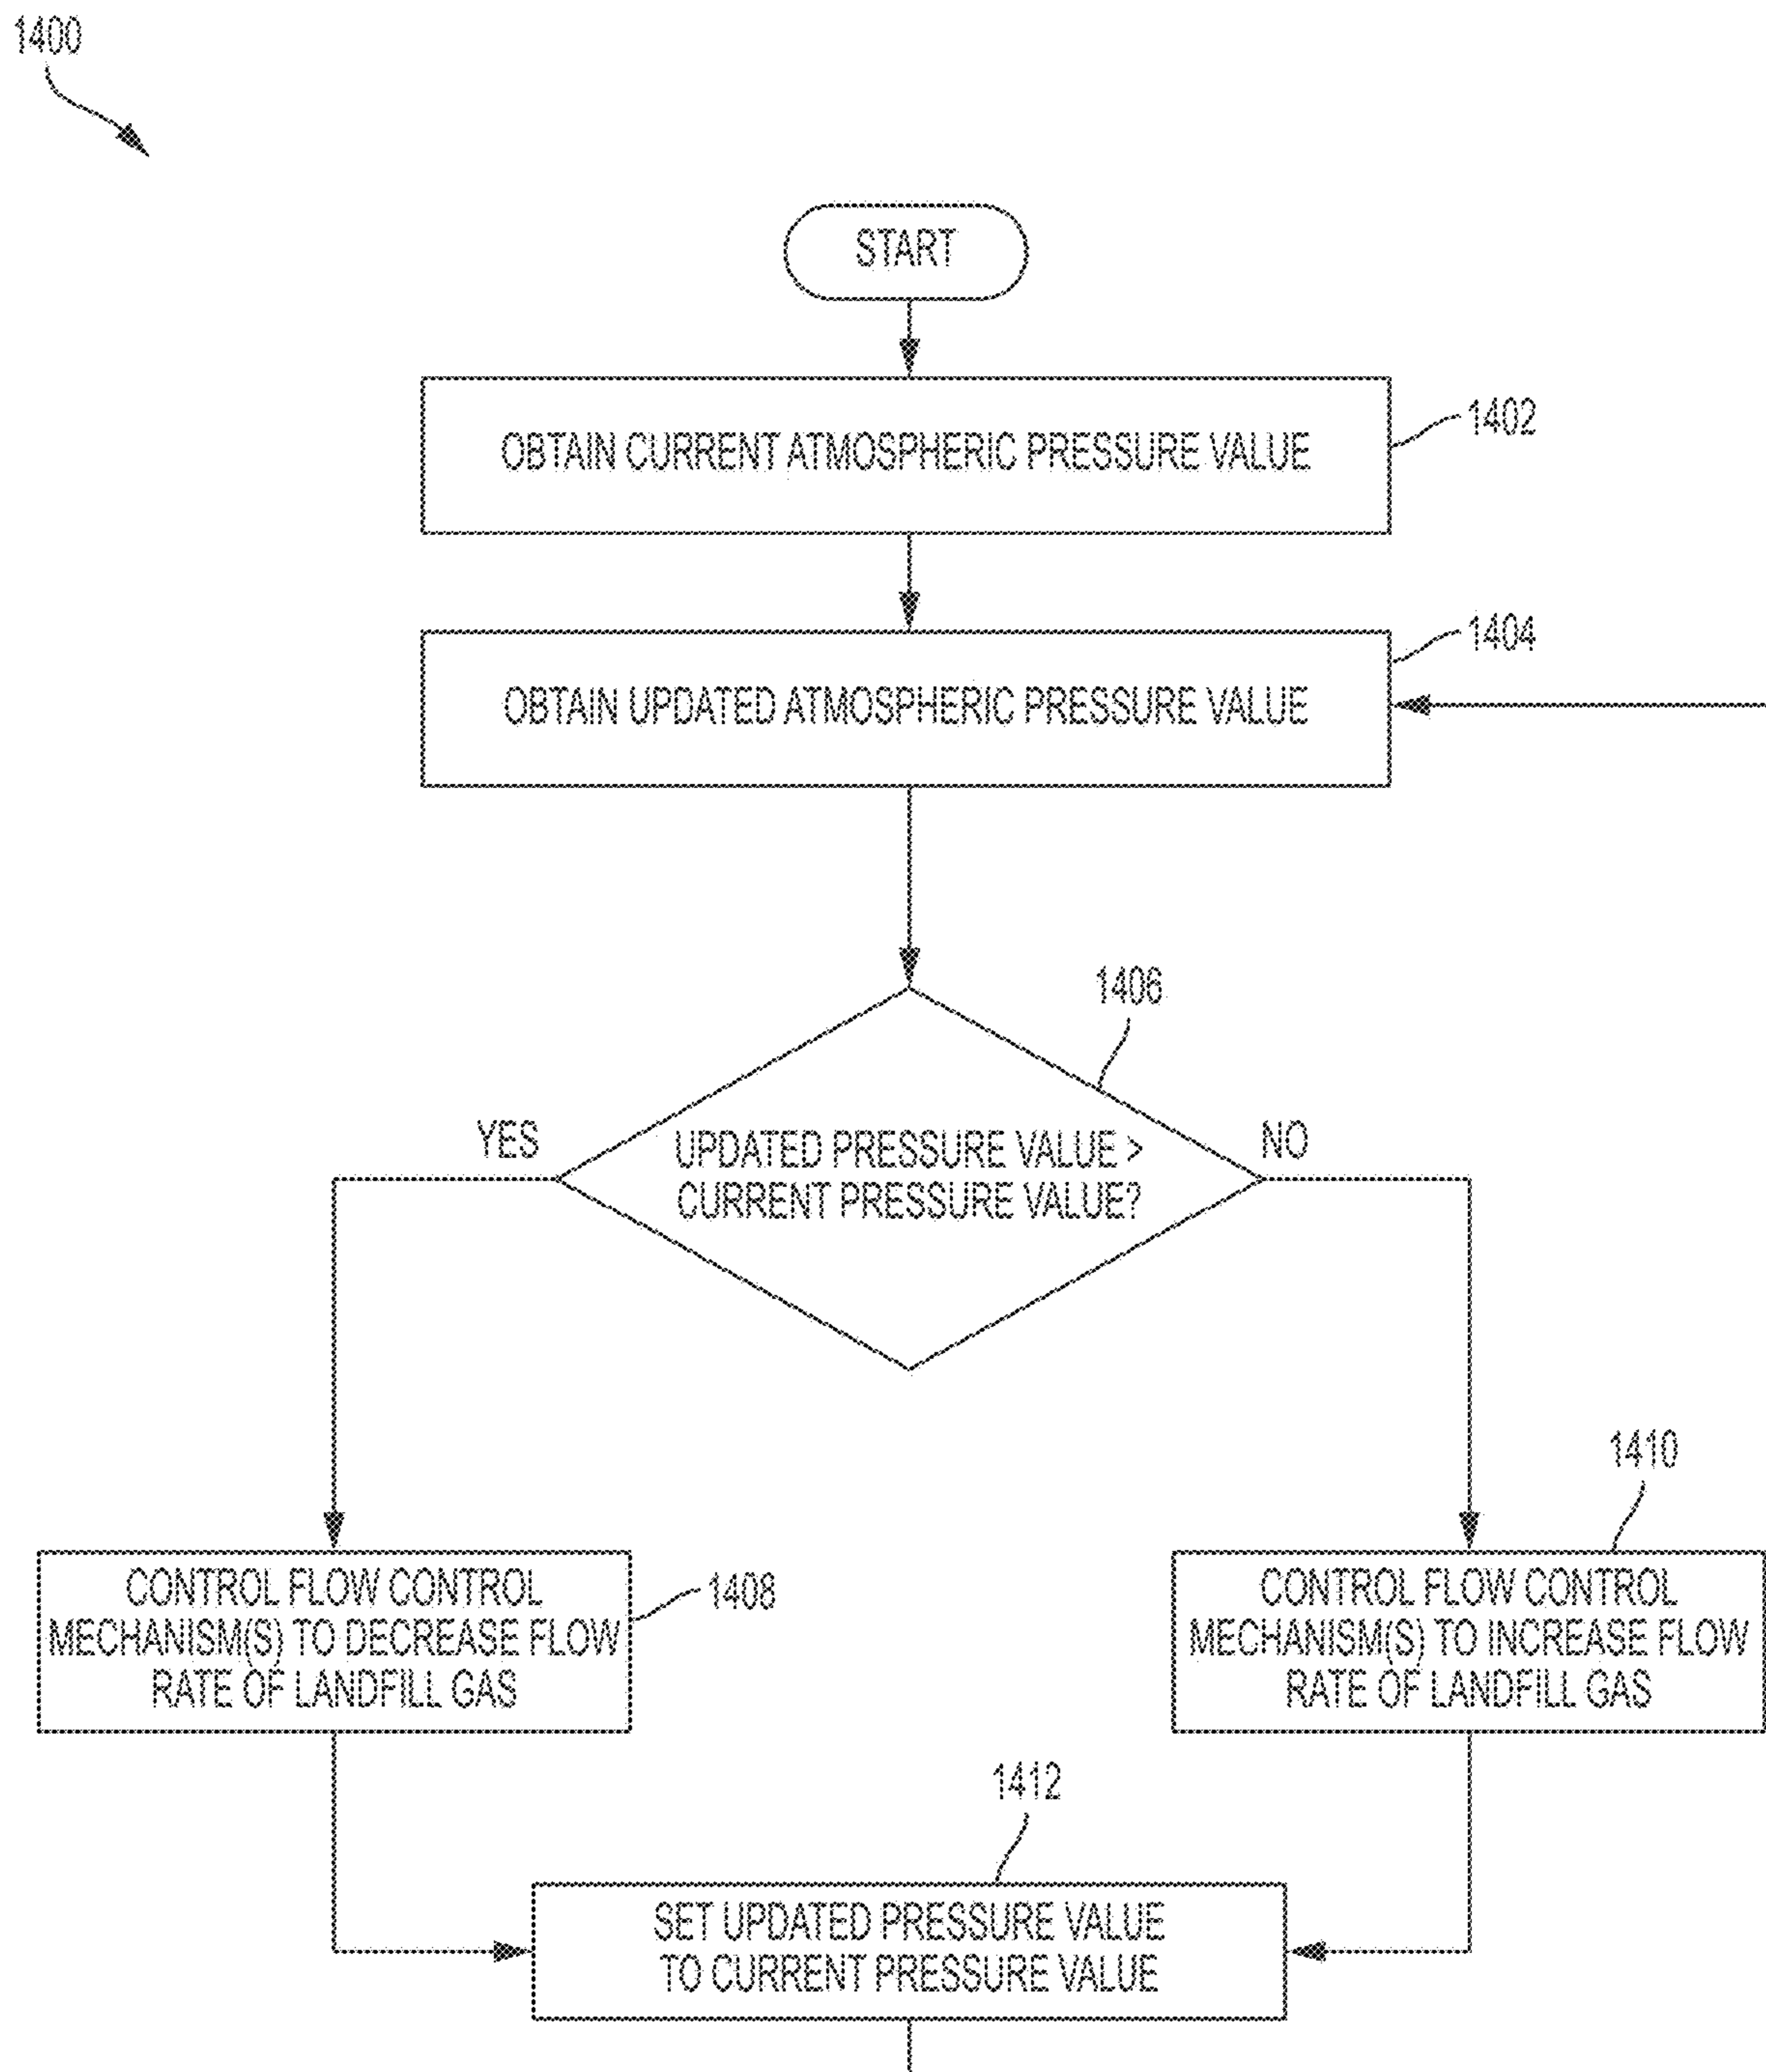 1400
START
OBTAIN CURRENT ATMOSPHERIC PRESSURE VALUE
1402
OBTAIN UPDATED ATMOSPHERIC PRESSURE VALUE
1404
1406
YES
UPDATED PRESSURE VALUE >
CURRENT PRESSURE VALUE?
NO
CONTROL FLOW CONTROL
MECHANISM(S) TO DECREASE FLOW
RATE OF LANDFILL GAS
1408
1410
CONTROL FLOW CONTROL
MECHANISM(S) TO INCREASE FLOW
RATE OF LANDFILL GAS
1412
SET UPDATED PRESSURE VALUE
TO CURRENT PRESSURE VALUE